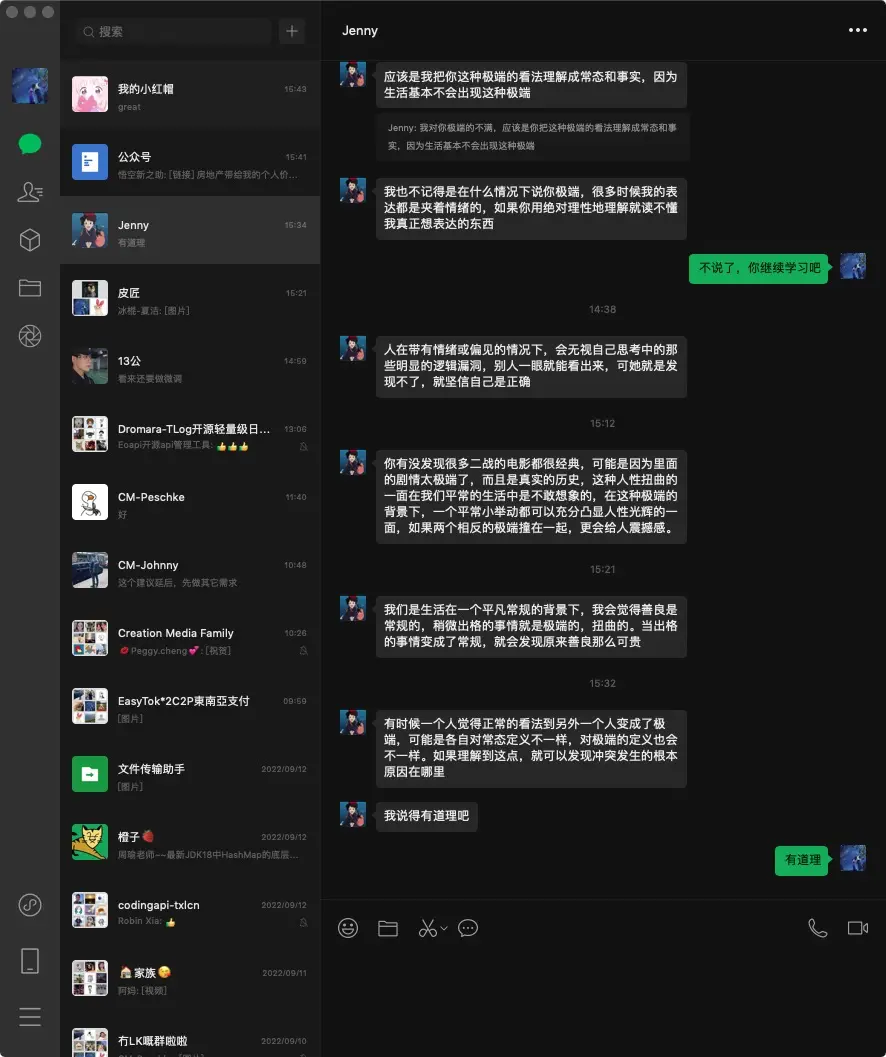 搜索
我的小红帽 15:43
great
公众号 15:41
悟空新之助: [链接] 房地产带给我的个人价...
Jenny 15:34
有道理
皮匠 15:21
冰棍-夏洁: [图片]
13公 14:59
看来还要做微调
Dromara-TLog开源轻量级日... 13:06
Eoapi开源api管理工具: 👍👍👍
CM-Peschke 11:40
好
CM-Johnny 10:48
这个建议延后，先做其它需求
Creation Media Family 10:26
💋Peggy.cheng💕: [祝贺]
EasyTok*2C2P東南亞支付 09:59
[图片]
文件传输助手 2022/09/12
[图片]
橙子🍓 2022/09/12
周瑜老师~~最新JDK18中HashMap的底层...
codingapi-txlcn 2022/09/12
Robin Xia: 👍
🏠家族🥰 2022/09/11
阿妈: [视频]
冇LK嘅群啦啦 2022/09/10
Jenny
应该是我把你这种极端的看法理解成常态和事实，因为
生活基本不会出现这种极端
Jenny: 我对你极端的不满，应该是你把这种极端的看法理解成常态和事
实，因为生活基本不会出现这种极端
我也不记得是在什么情况下说你极端，很多时候我的表
达都是夹着情绪的，如果你用绝对理性地理解就读不懂
我真正想表达的东西
不说了，你继续学习吧
14:38
人在带有情绪或偏见的情况下，会无视自己思考中的那
些明显的逻辑漏洞，别人一眼就能看出来，可她就是发
现不了，就坚信自己是正确
15:12
你有没发现很多二战的电影都很经典，可能是因为里面
的剧情太极端了，而且是真实的历史，这种人性扭曲的
一面在我们平常的生活中是不敢想象的，在这种极端的
背景下，一个平常小举动都可以充分凸显人性光辉的一
面，如果两个相反的极端撞在一起，更会给人震撼感。
15:21
我们是生活在一个平凡常规的背景下，我会觉得善良是
常规的，稍微出格的事情就是极端的，扭曲的。当出格
的事情变成了常规，就会发现原来善良那么可贵
15:32
有时候一个人觉得正常的看法到另外一个人变成了极
端，可能是各自对常态定义不一样，对极端的定义也会
不一样。如果理解到这点，就可以发现冲突发生的根本
原因在哪里
我说得有道理吧
有道理